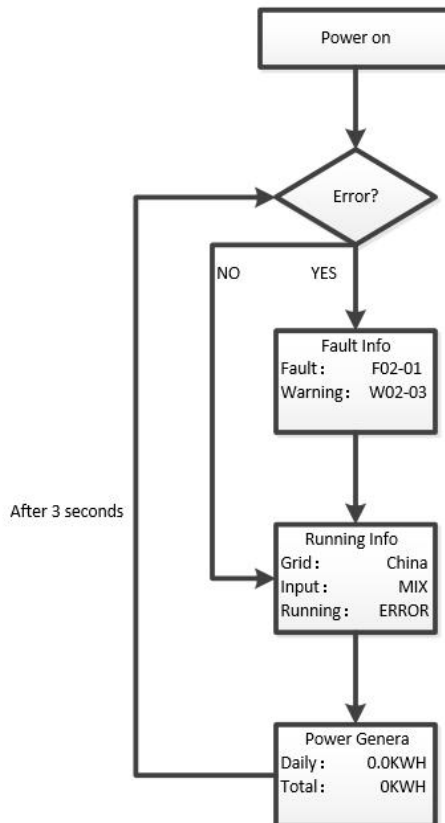 Power on
Error?
NO YES
Fault Info
Fault： F02-01
Warning： W02-03
After 3 seconds
Running Info
Grid： China
Input： MIX
Running： ERROR
Power Genera
Daily： 0.0KWH
Total： 0KWH